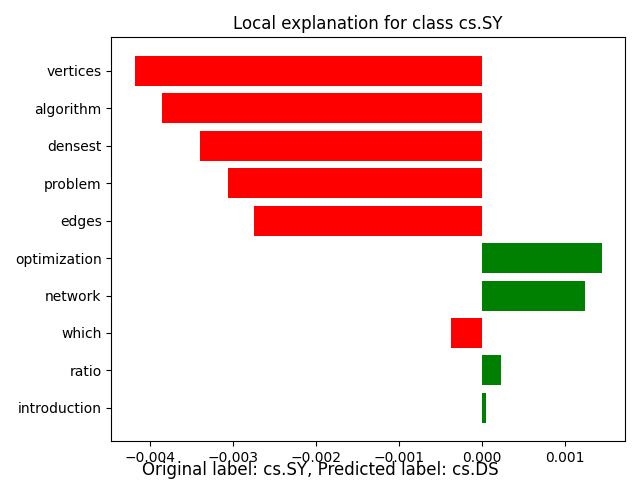 Local explanation for class cs.SY
vertices
algorithm
densest
problem
edges
optimization
network
which
ratio
introduction
−0.004 −0.003 −0.002 −0.001 0.000 0.001
Original label: cs.SY, Predicted label: cs.DS